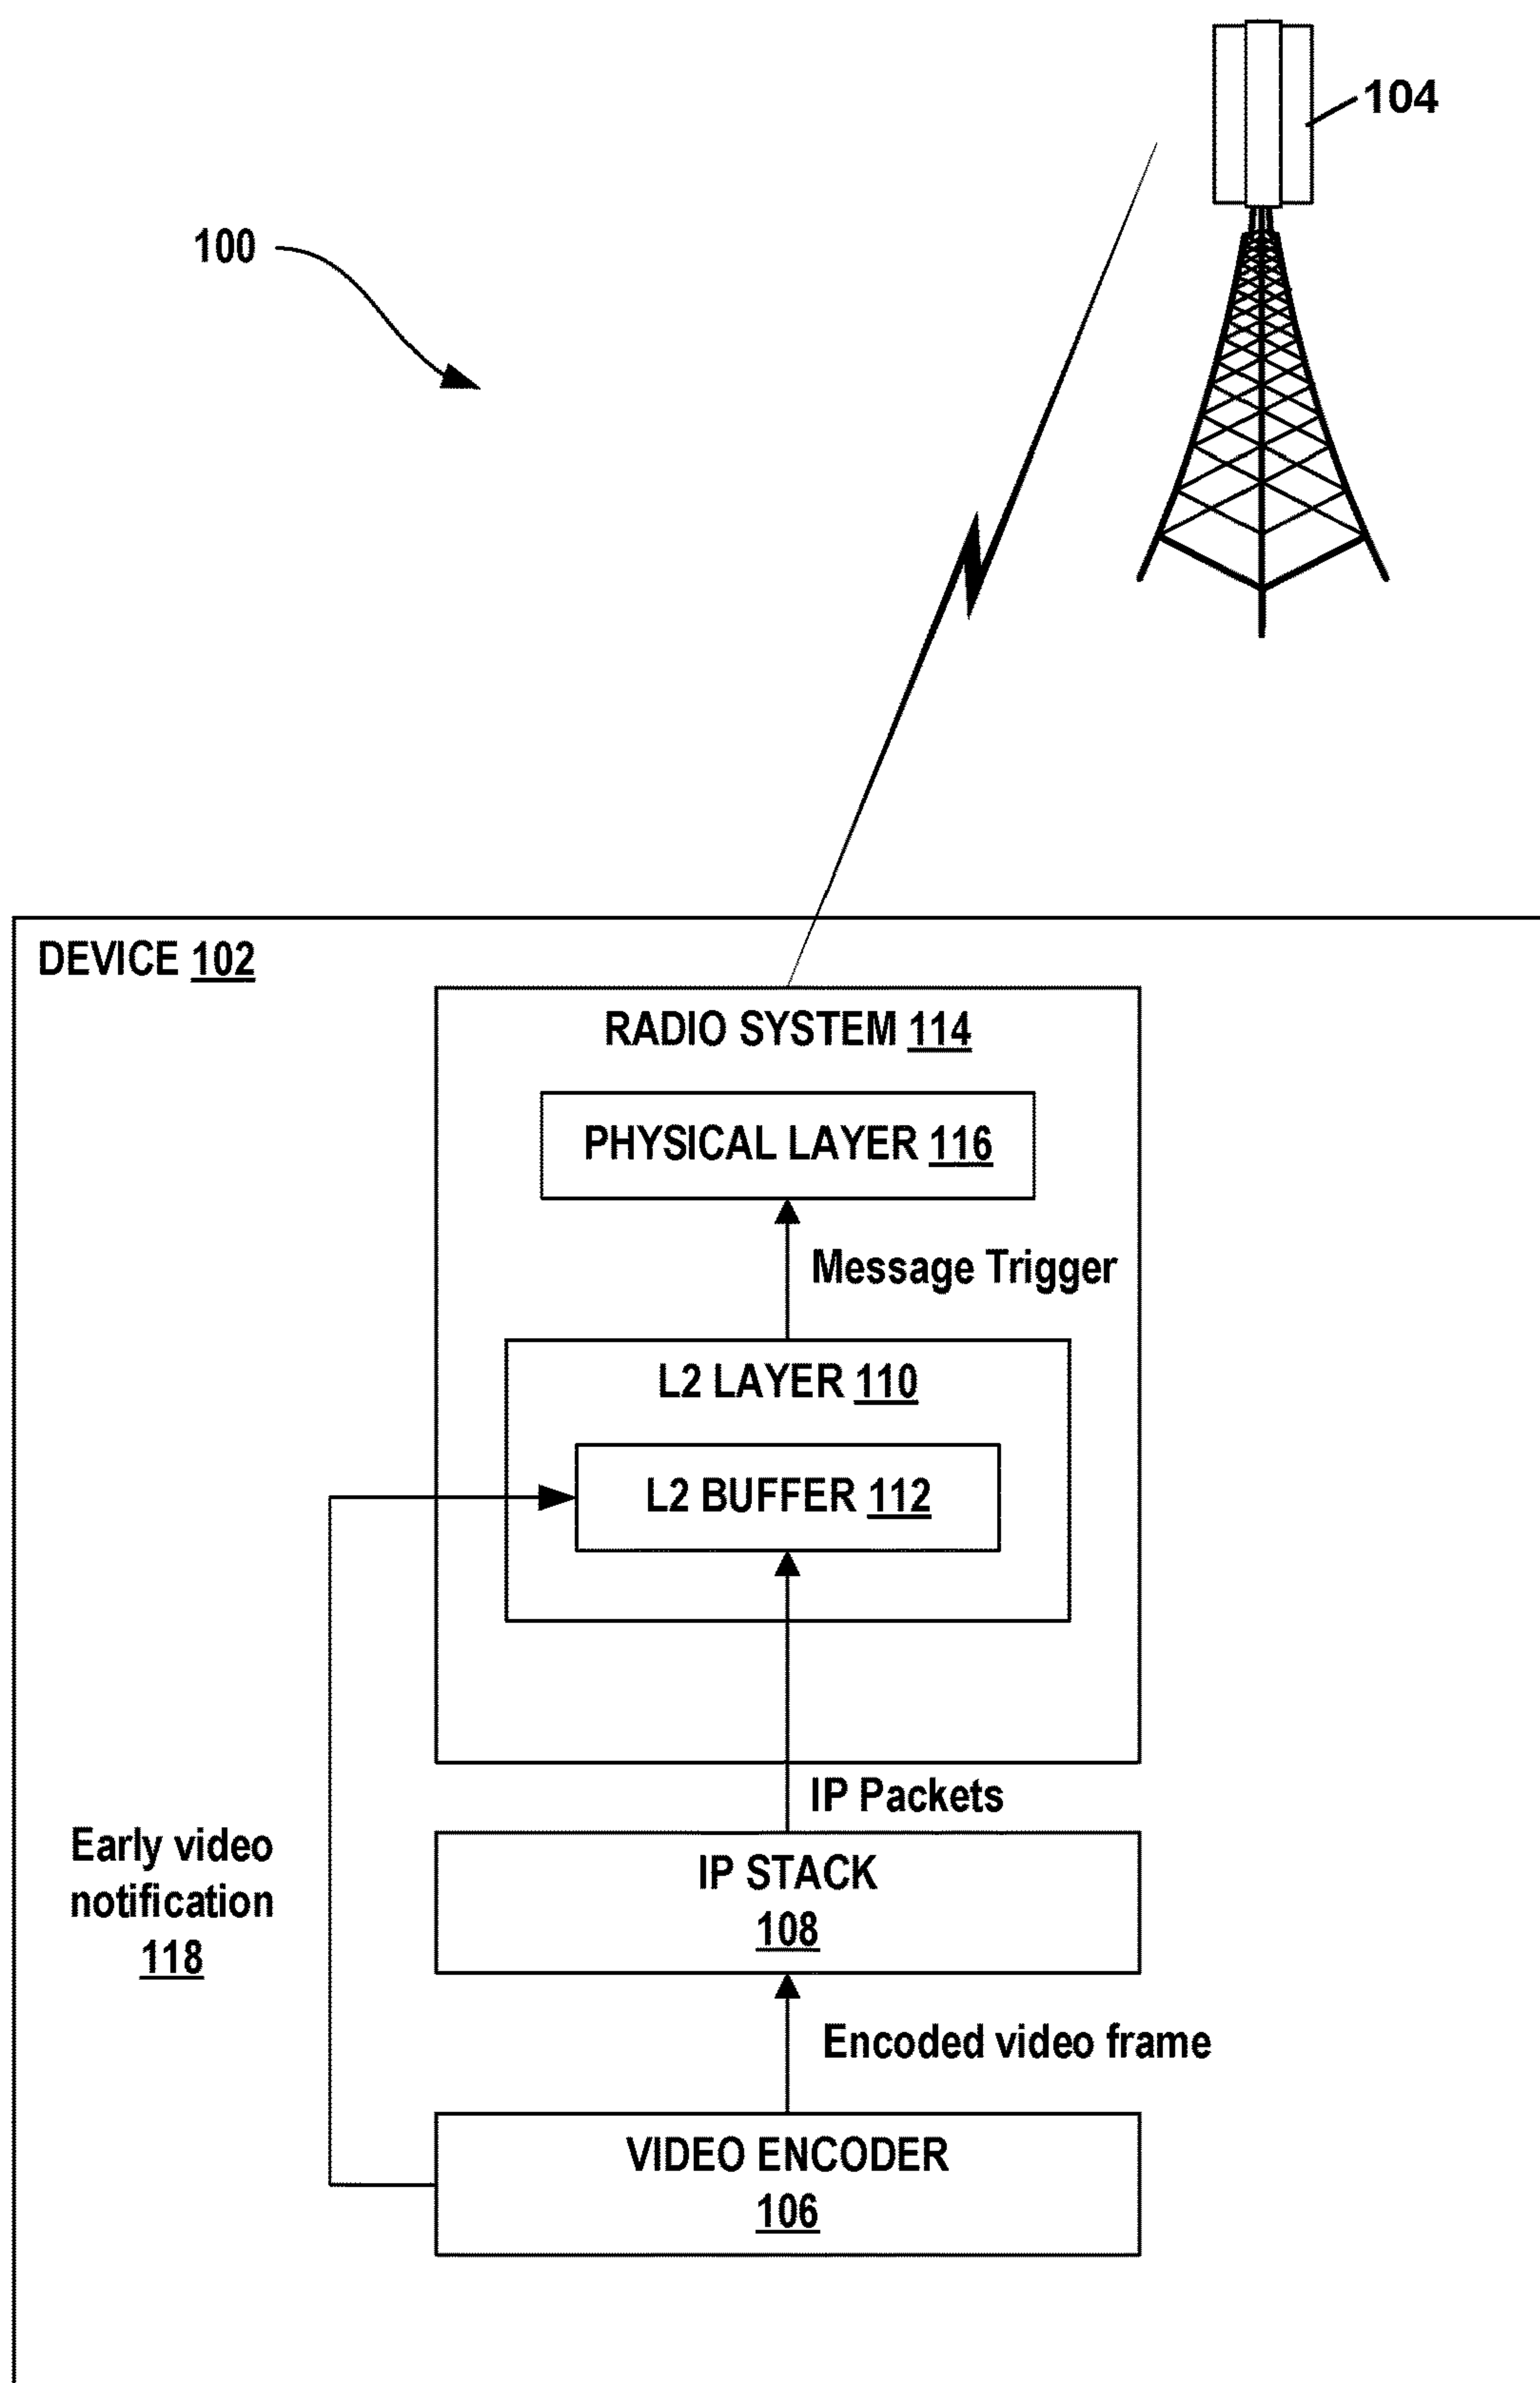 104
100
DEVICE 102
RADIO SYSTEM 114
PHYSICAL LAYER 116
Message Trigger
L2 LAYER 110
L2 BUFFER 112
IP Packets
Early video
notification
118
IP STACK
108
Encoded video frame
VIDEO ENCODER
106